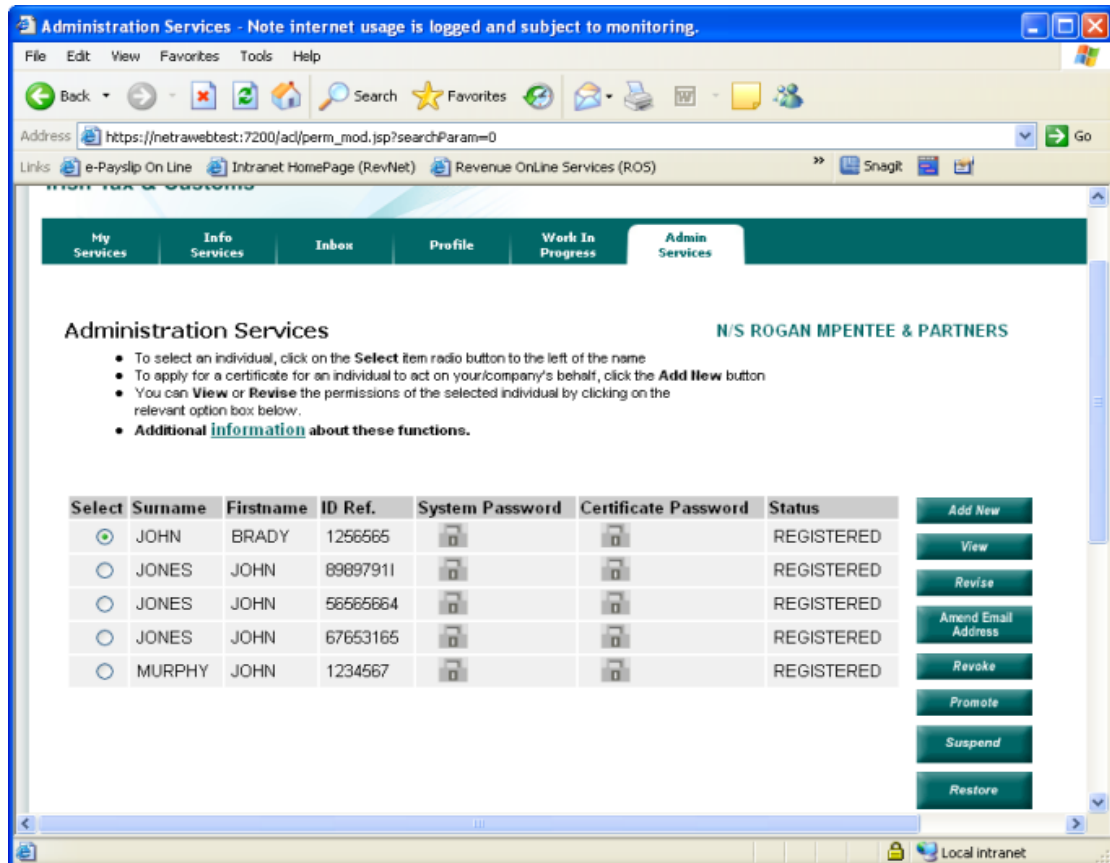 Administration Services - Note internet usage is logged and subject to monitoring.
File Edit View Favorites Tools Help
Back Search Favorites
Address https://netrawebtest:7200/acl/perm_mod.jsp?searchParam=0 Go
Links e-Payslip On Line Intranet HomePage (RevNet) Revenue OnLine Services (ROS) » Snagit
Irish Tax & Customs
My Services Info Services Inbox Profile Work In Progress Admin Services
Administration Services N/S ROGAN MPENTEE & PARTNERS
• To select an individual, click on the Select item radio button to the left of the name
• To apply for a certificate for an individual to act on your/company's behalf, click the Add New button
• You can View or Revise the permissions of the selected individual by clicking on the
relevant option box below.
• Additional information about these functions.
Select Surname Firstname ID Ref. System Password Certificate Password Status
JOHN BRADY 1256565 REGISTERED
JONES JOHN 8989791I REGISTERED
JONES JOHN 56565664 REGISTERED
JONES JOHN 67653165 REGISTERED
MURPHY JOHN 1234567 REGISTERED
Add New
View
Revise
Amend Email
Address
Revoke
Promote
Suspend
Restore
Local intranet